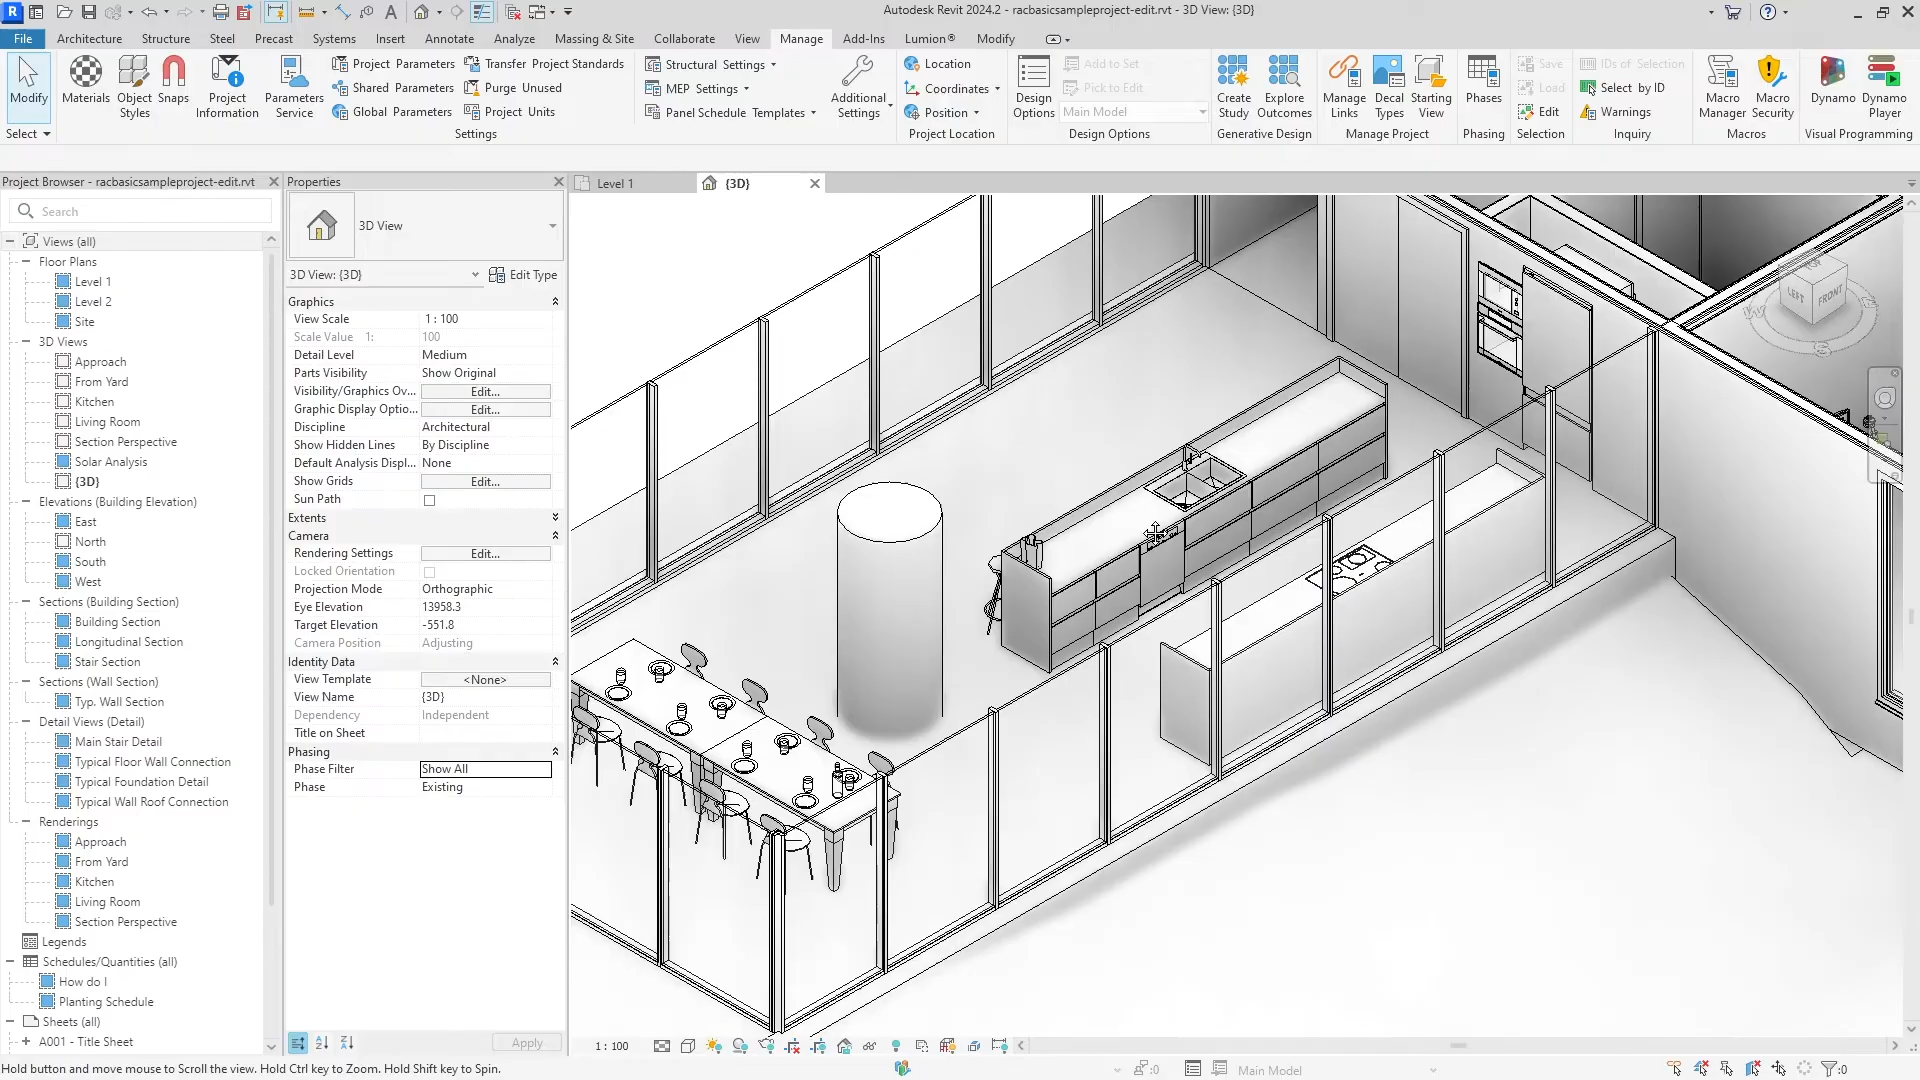 Autodesk Revit 2024.2 - racbasicsampleproject-edit.rvt - 3D View: {3D}
File Architecture Structure Steel Precast Systems Insert Annotate Analyze Massing & Site Collaborate View Manage Add-Ins Lumion® Modify
Modify
Select
Materials
Object Styles
Snaps
Project Information
Parameters Service
Project Parameters
Shared Parameters
Global Parameters
Transfer Project Standards
Purge Unused
Project Units
Settings
Structural Settings
MEP Settings
Panel Schedule Templates
Additional Settings
Location
Coordinates
Position
Project Location
Design Options
Add to Set
Pick to Edit
Main Model
Design Options
Create Study
Explore Outcomes
Generative Design
Manage Links
Decal Types
Starting View
Manage Project
Phases
Phasing
Save
Load
Edit
Selection
IDs of Selection
Select by ID
Warnings
Inquiry
Macro Manager
Macro Security
Macros
Dynamo
Dynamo Player
Visual Programming
Project Browser - racbasicsampleproject-edit.rvt
Search
Views (all)
Floor Plans
Level 1
Level 2
Site
3D Views
Approach
From Yard
Kitchen
Living Room
Section Perspective
Solar Analysis
{3D}
Elevations (Building Elevation)
East
North
South
West
Sections (Building Section)
Building Section
Longitudinal Section
Stair Section
Sections (Wall Section)
Typ. Wall Section
Detail Views (Detail)
Main Stair Detail
Typical Floor Wall Connection
Typical Foundation Detail
Typical Wall Roof Connection
Renderings
Approach
From Yard
Kitchen
Living Room
Section Perspective
Legends
Schedules/Quantities (all)
How do I
Planting Schedule
Sheets (all)
A001 - Title Sheet
Properties
3D View
3D View: {3D}
Edit Type
Graphics
View Scale 1 : 100
Scale Value 1: 100
Detail Level Medium
Parts Visibility Show Original
Visibility/Graphics Ov... Edit...
Graphic Display Optio... Edit...
Discipline Architectural
Show Hidden Lines By Discipline
Default Analysis Displ... None
Show Grids Edit...
Sun Path
Extents
Camera
Rendering Settings Edit...
Locked Orientation
Projection Mode Orthographic
Eye Elevation 13958.3
Target Elevation -551.8
Camera Position Adjusting
Identity Data
View Template <None>
View Name {3D}
Dependency Independent
Title on Sheet
Phasing
Phase Filter Show All
Phase Existing
Apply
Level 1
{3D}
TOP
LEFT
FRONT
W
S
E
1 : 100
Hold button and move mouse to Scroll the view. Hold Ctrl key to Zoom. Hold Shift key to Spin.
:0
Main Model
:0